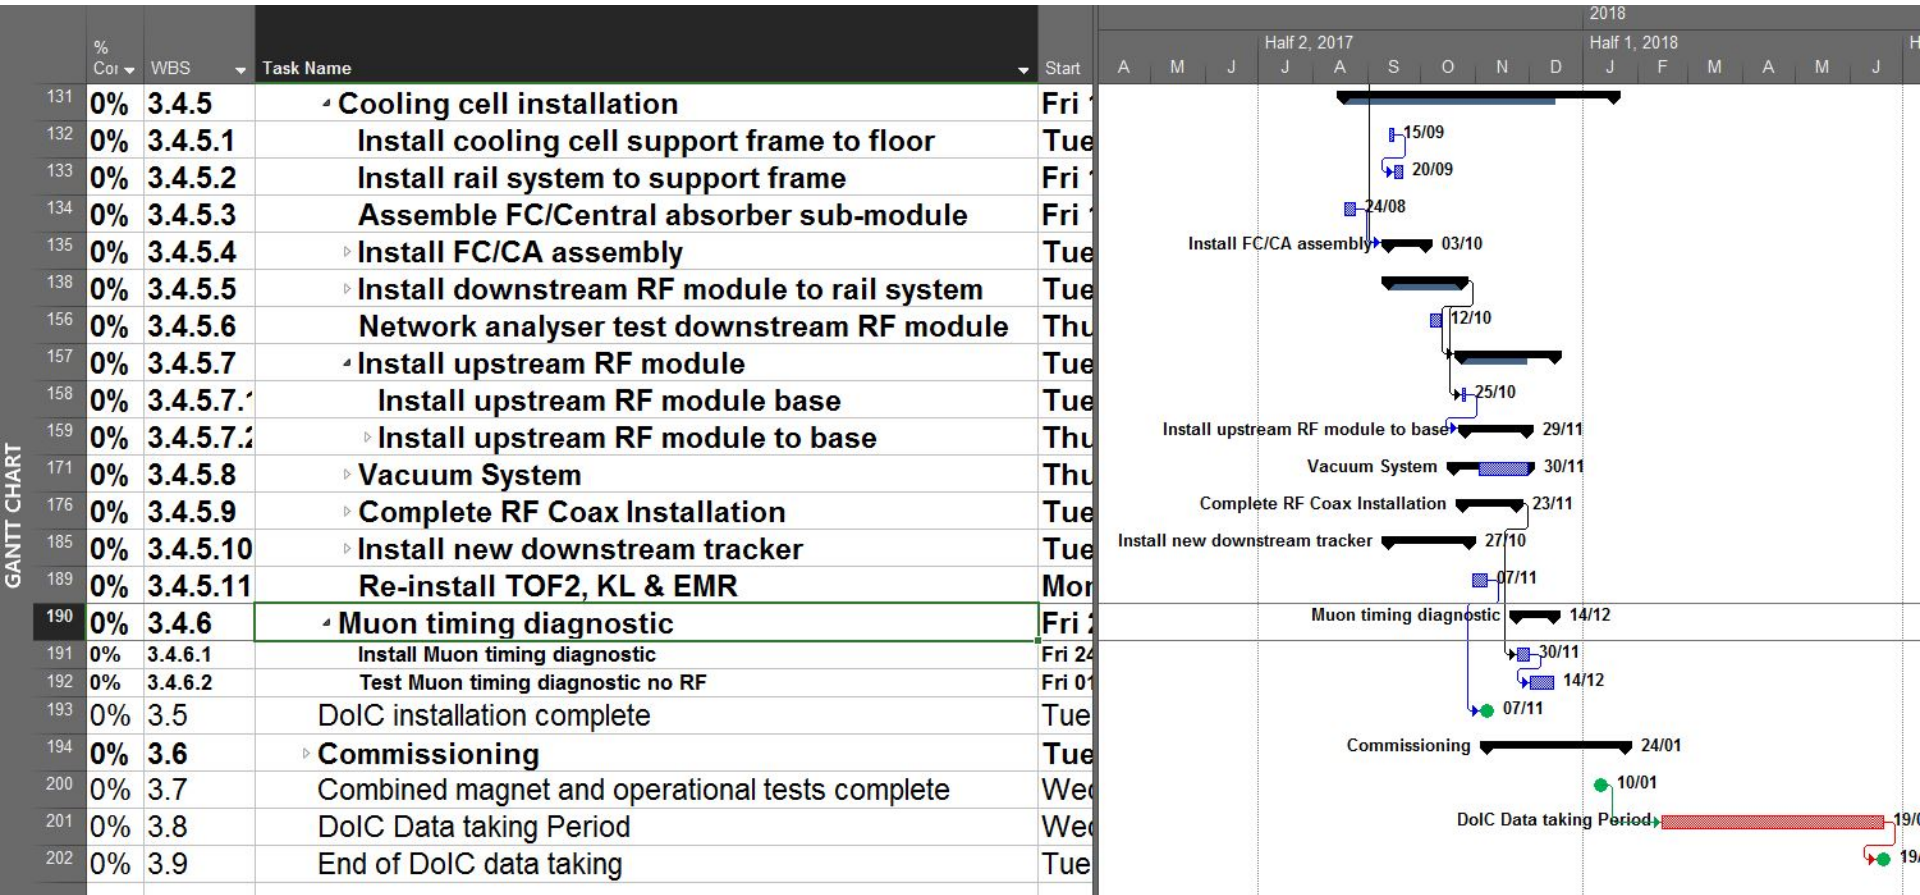 2018
% Half 2, 2017 Half 1, 2018 H
WBS Task Name Start A M J J A S O N D J F M A M J
131 0% 3.4.5 Cooling cell installation Fri
132 0% 3.4.5.1 Install cooling cell support frame to floor Tue 15/09
133 0% 3.4.5.2 Install rail system to support frame Fri 20/09
134 0% 3.4.5.3 Assemble FC/Central absorber sub-module Fri 24/08
135 0% 3.4.5.4 Install FC/CA assembly Tue Install FC/CA assembly 03/10
138 0% 3.4.5.5 Install downstream RF module to rail system Tue
156 0% 3.4.5.6 Network analyser test downstream RF module Thu 12/10
157 0% 3.4.5.7 Install upstream RF module Tue
158 0% 3.4.5.7. Install upstream RF module base Tue 25/10
159 0% 3.4.5.7.2 Install upstream RF module to base Thu Install upstream RF module to base 29/11
171 0% 3.4.5.8 Vacuum System Thu Vacuum System 30/11
176 0% 3.4.5.9 Complete RF Coax Installation Tue Complete RF Coax Installation 23/11
185 0% 3.4.5.10 Install new downstream tracker Tue Install new downstream tracker 27/10
189 0% 3.4.5.11 Re-install TOF2, KL & EMR Mon 07/11
190 0% 3.4.6 Muon timing diagnostic Fri 2 Muon timing diagnostic 14/12
191 0% 3.4.6.1 Install Muon timing diagnostic Fri 24 30/11
192 0% 3.4.6.2 Test Muon timing diagnostic no RF Fri 01 14/12
193 0% 3.5 DoIC installation complete Tue 07/11
194 0% 3.6 Commissioning Tue Commissioning 24/01
200 0% 3.7 Combined magnet and operational tests complete Wed 10/01
201 0% 3.8 DoIC Data taking Period Wed DoIC Data taking Period 19/0
202 0% 3.9 End of DoIC data taking Tue 19/
GANTT CHART